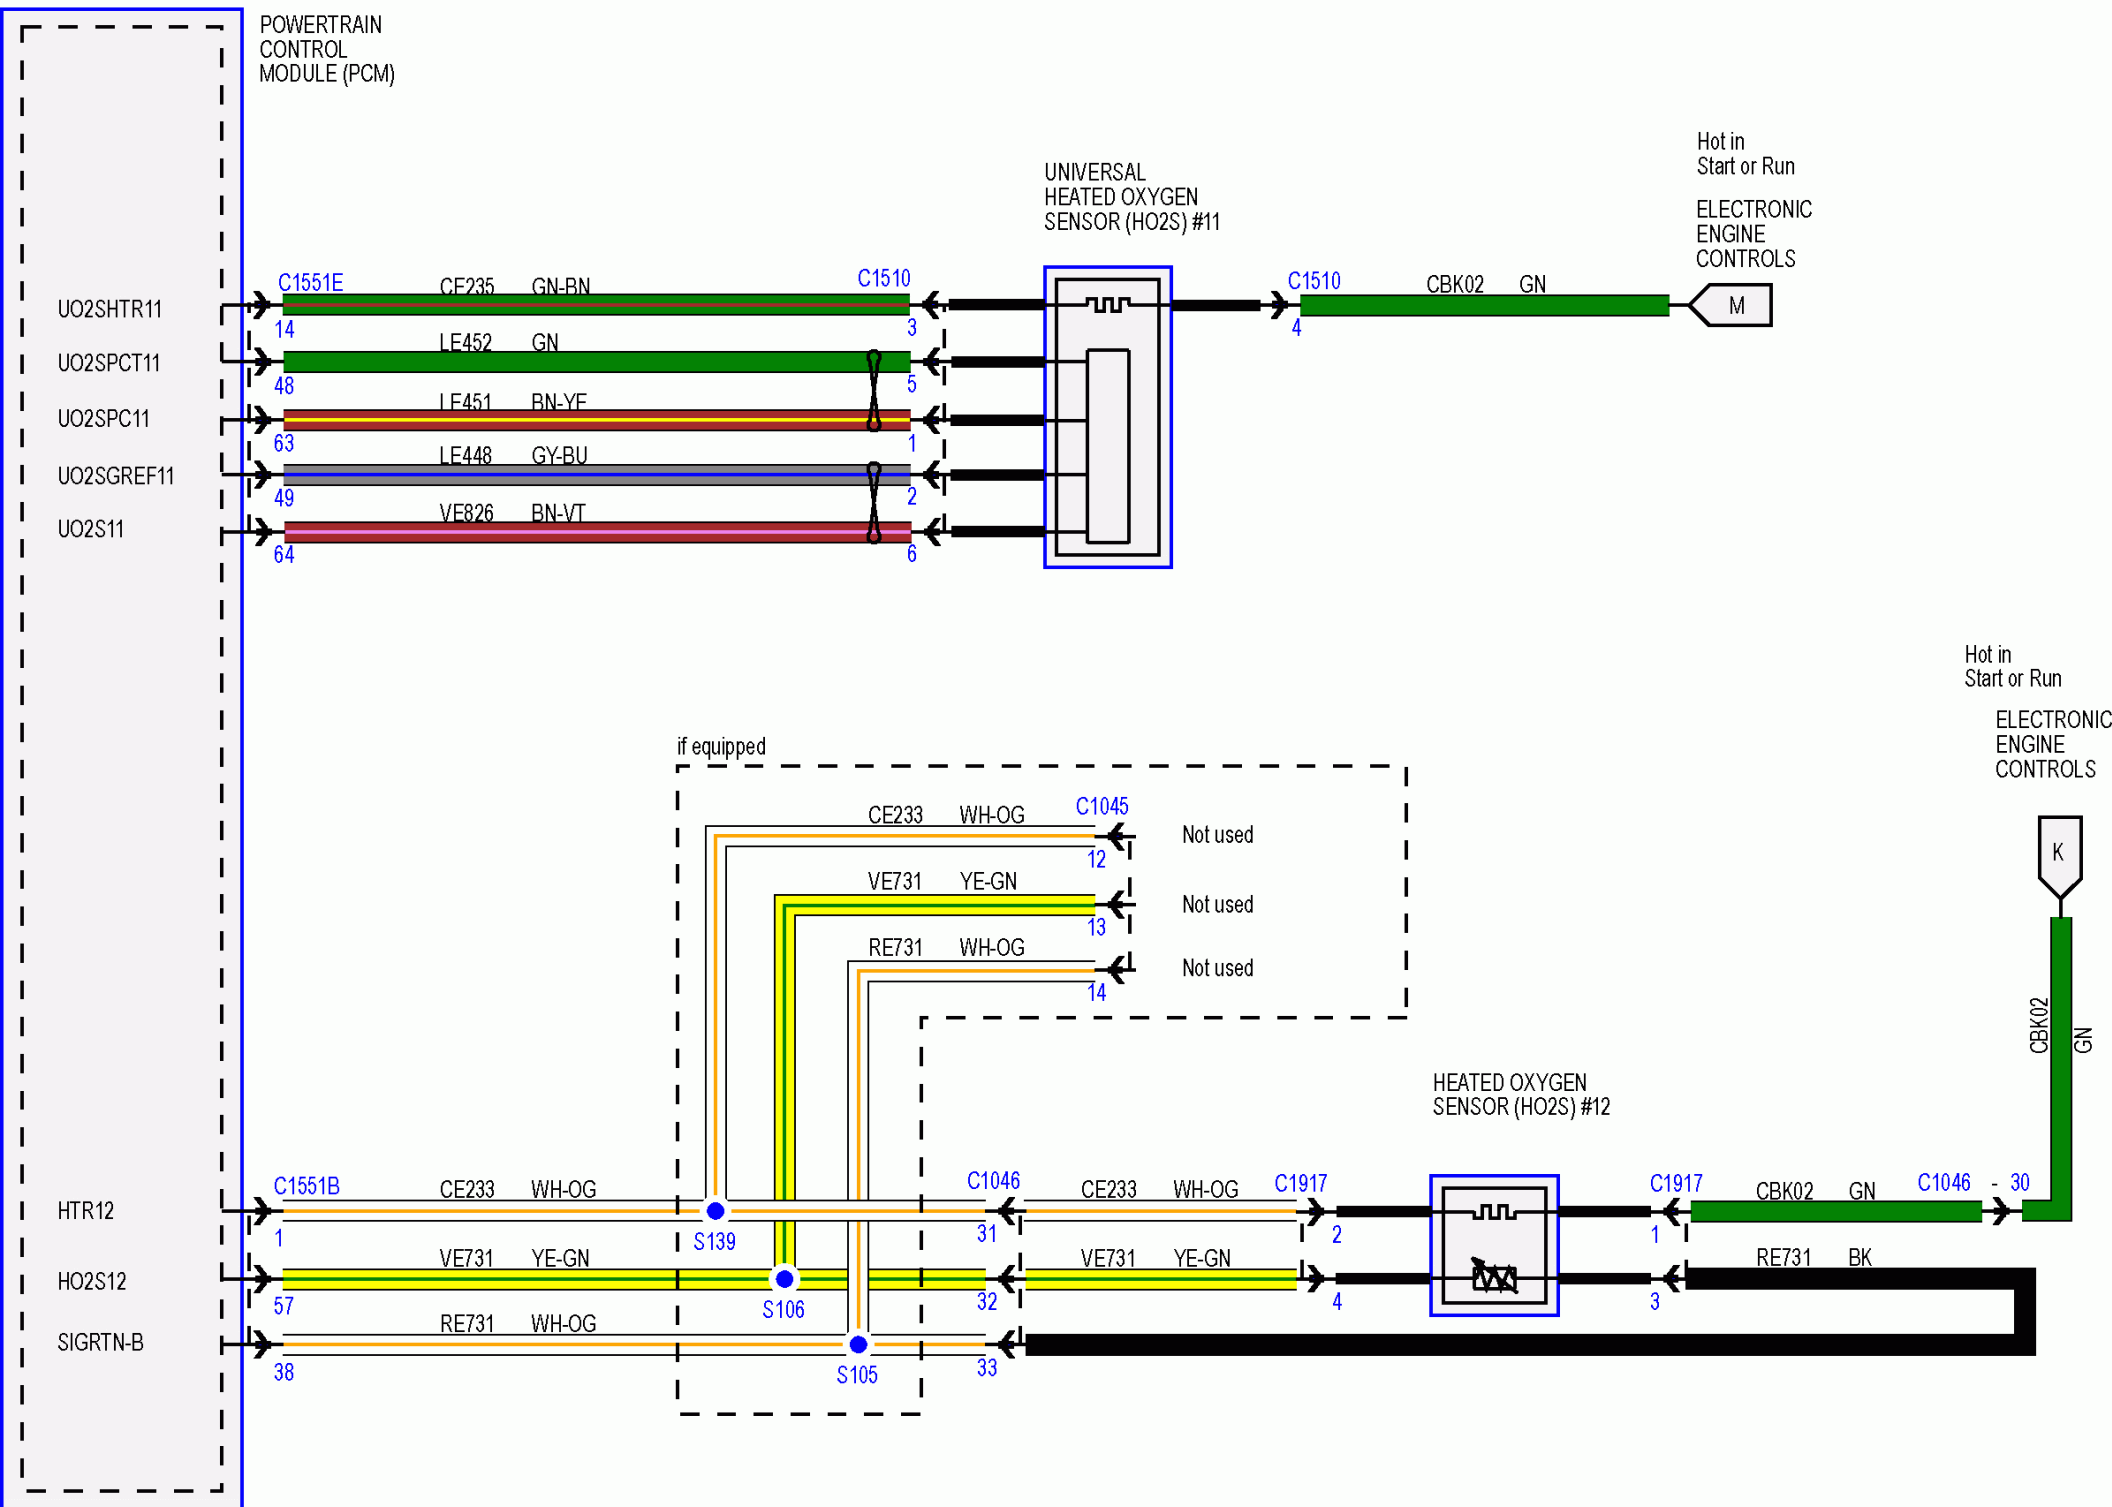 POWERTRAIN
CONTROL
MODULE (PCM)
Hot in
Start or Run
ELECTRONIC
ENGINE
CONTROLS
M
UNIVERSAL
HEATED OXYGEN
SENSOR (HO2S) #11
UO2SHTR11
C1551E
14
CE235 GN-BN
C1510
3
C1510
4
CBK02 GN
UO2SPCT11
48
LE452 GN
5
UO2SPC11
63
LE451 BN-YE
1
UO2SGREF11
49
LE448 GY-BU
2
UO2S11
64
VE826 BN-VT
6
Hot in
Start or Run
ELECTRONIC
ENGINE
CONTROLS
K
CBK02
GN
if equipped
CE233 WH-OG
C1045
12
Not used
VE731 YE-GN
13
Not used
RE731 WH-OG
14
Not used
HEATED OXYGEN
SENSOR (HO2S) #12
HTR12
C1551B
1
CE233 WH-OG
S139
C1046
31
CE233 WH-OG
C1917
2
C1917
1
CBK02 GN
C1046 - 30
HO2S12
57
VE731 YE-GN
S106
32
VE731 YE-GN
4
3
RE731 BK
SIGRTN-B
38
RE731 WH-OG
S105
33